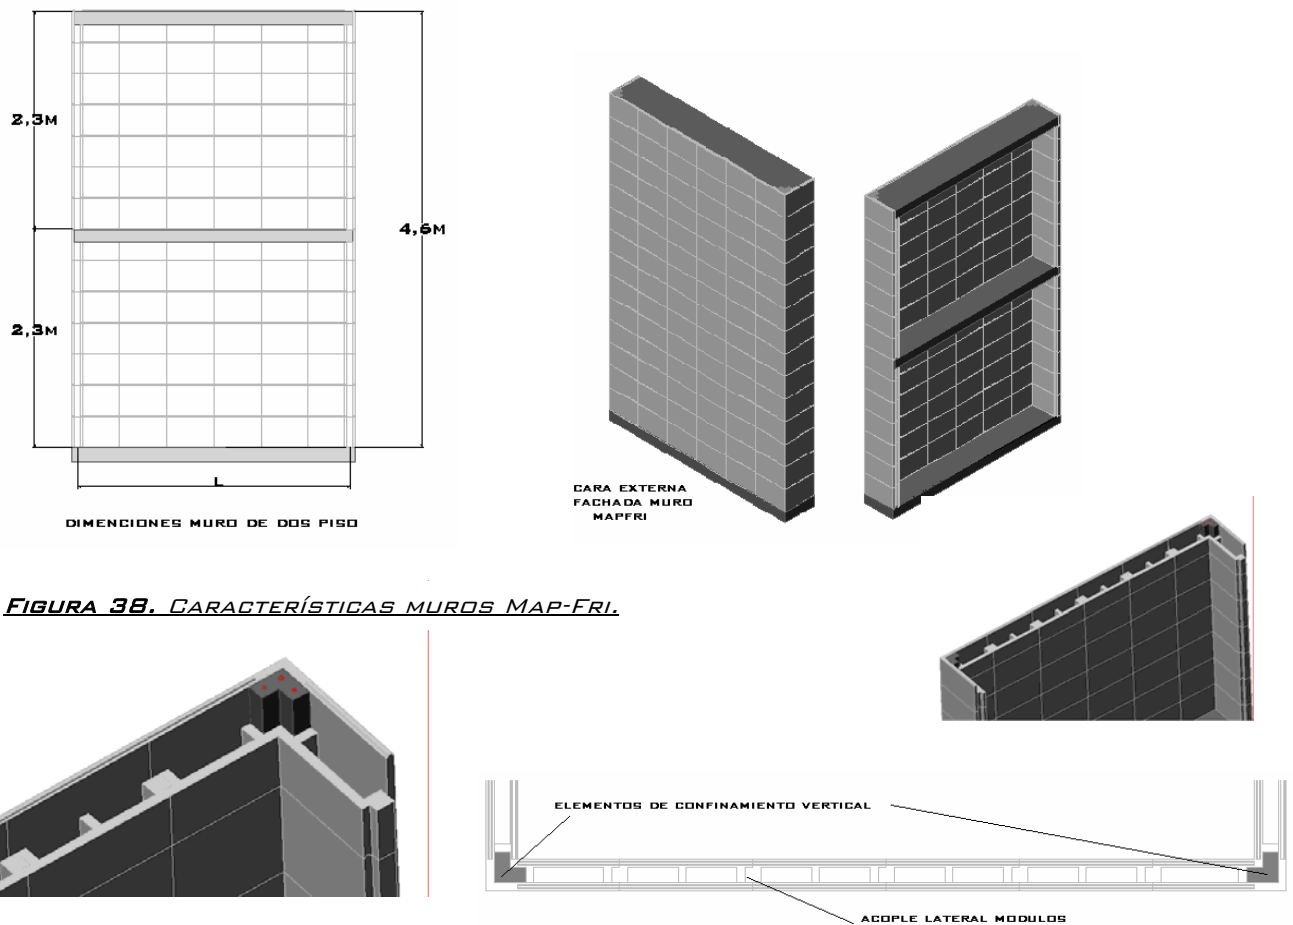 2,3M
4,6M
2,3M
L
DIMENCIONES MURO DE DOS PISO
CARA EXTERNA
FACHADA MURO
MAPFRI
FIGURA 38. CARACTERÍSTICAS MUROS MAP-FRI.
ELEMENTOS DE CONFINAMIENTO VERTICAL
ACOPLE LATERAL MODULOS